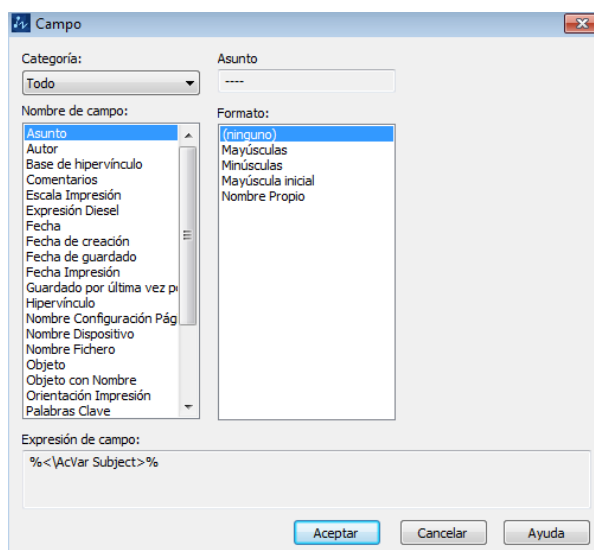 Campo
Categoría:
Todo
Asunto
----
Nombre de campo:
Asunto
Autor
Base de hipervínculo
Comentarios
Escala Impresión
Expresión Diesel
Fecha
Fecha de creación
Fecha de guardado
Fecha Impresión
Guardado por última vez p
Hipervínculo
Nombre Configuración Pág
Nombre Dispositivo
Nombre Fichero
Objeto
Objeto con Nombre
Orientación Impresión
Palabras Clave
Formato:
(ninguno)
Mayúsculas
Minúsculas
Mayúscula inicial
Nombre Propio
Expresión de campo:
%<\AcVar Subject>%
Aceptar
Cancelar
Ayuda